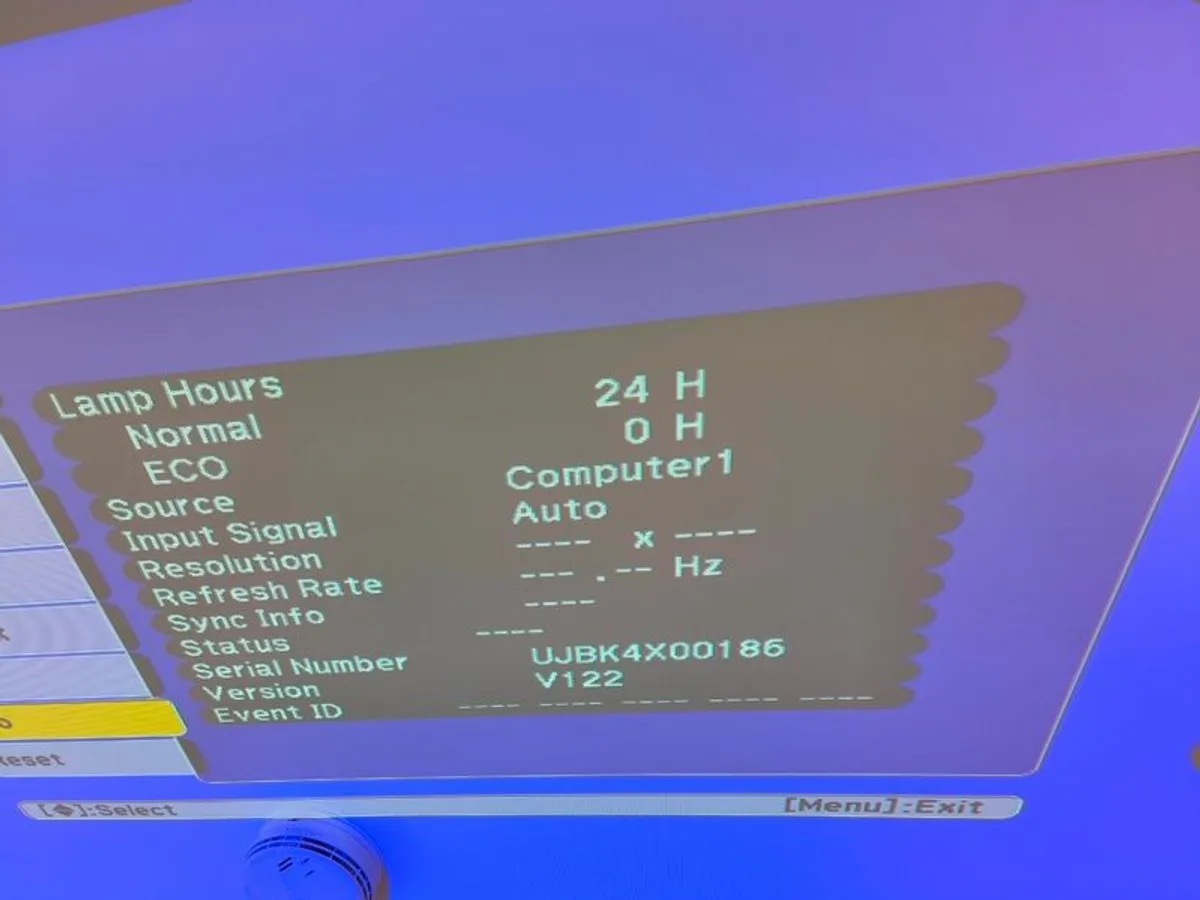 Lamp Hours
Normal 24 H
ECO 0 H
Source Computer1
Input Signal Auto
Resolution ---- x ----
Refresh Rate --- .-- Hz
Sync Info ----
Status ----
Serial Number UJBK4X00186
Version V122
Event ID ---- ---- ---- ---- ----
Reset
[◆]:Select [Menu]:Exit